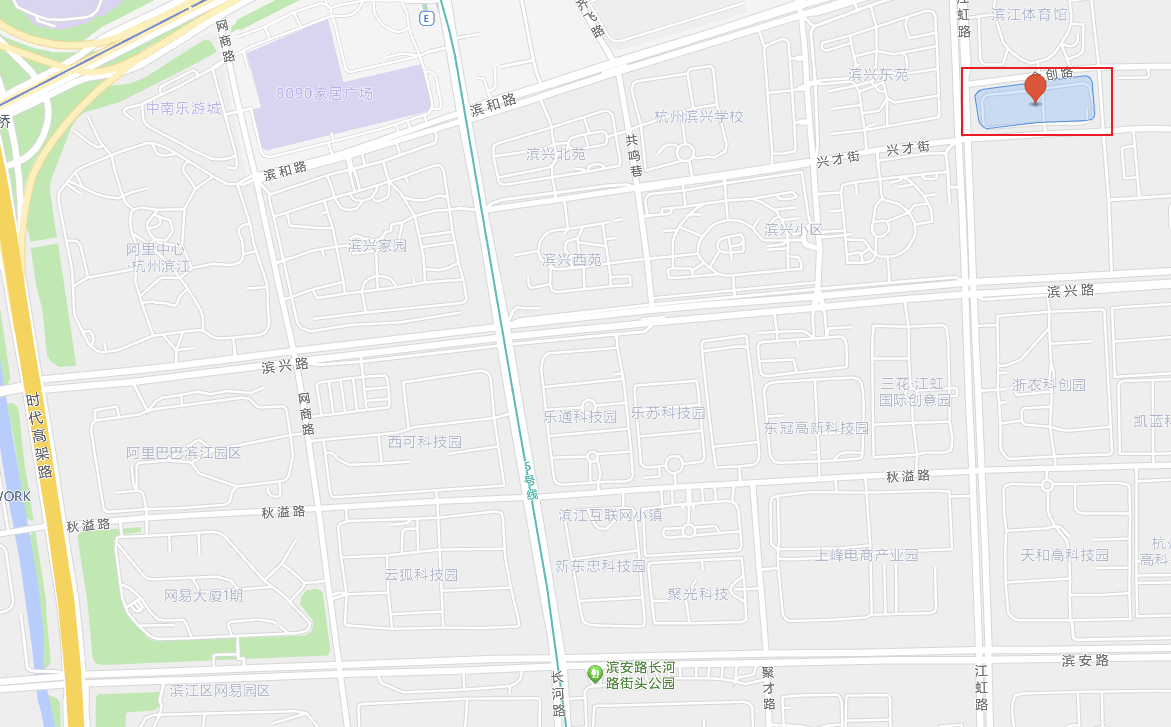 网商路
E
齐飞路
江虹路
滨江体育馆
创路
8090家居广场
中南乐游城
滨兴东苑
桥
滨和路
杭州滨兴学校
滨兴北苑
共鸣巷
兴才街
兴才街
滨和路
滨兴小区
阿里中心
·杭州滨江
滨兴家园
滨兴西苑
滨兴路
滨兴路
时代高架路
网商路
三花·江虹
国际创意园
浙农科创园
乐通科技园
乐苏科技园
东冠高新科技园
凯蓝科
西可科技园
阿里巴巴滨江园区
5号线
秋溢路
WORK
秋溢路
秋溢路
滨江互联网小镇
上峰电商产业园
天和高科技园
杭州
高科
新东忠科技园
云狐科技园
聚光科技
网易大厦1期
滨安路
滨安路长河
路街头公园
长河路
聚才路
江虹路
滨江区网易园区